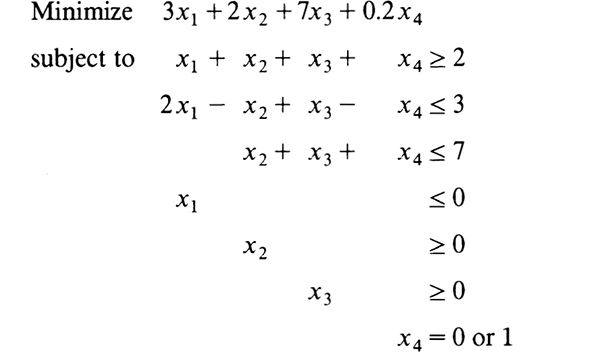 Minimize 3x₁ + 2x₂ + 7x₃ + 0.2x₄
subject to x₁ + x₂ + x₃ + x₄ ≥ 2
2x₁ − x₂ + x₃ − x₄ ≤ 3
x₂ + x₃ + x₄ ≤ 7
x₁ ≤ 0
x₂ ≥ 0
x₃ ≥ 0
x₄ = 0 or 1